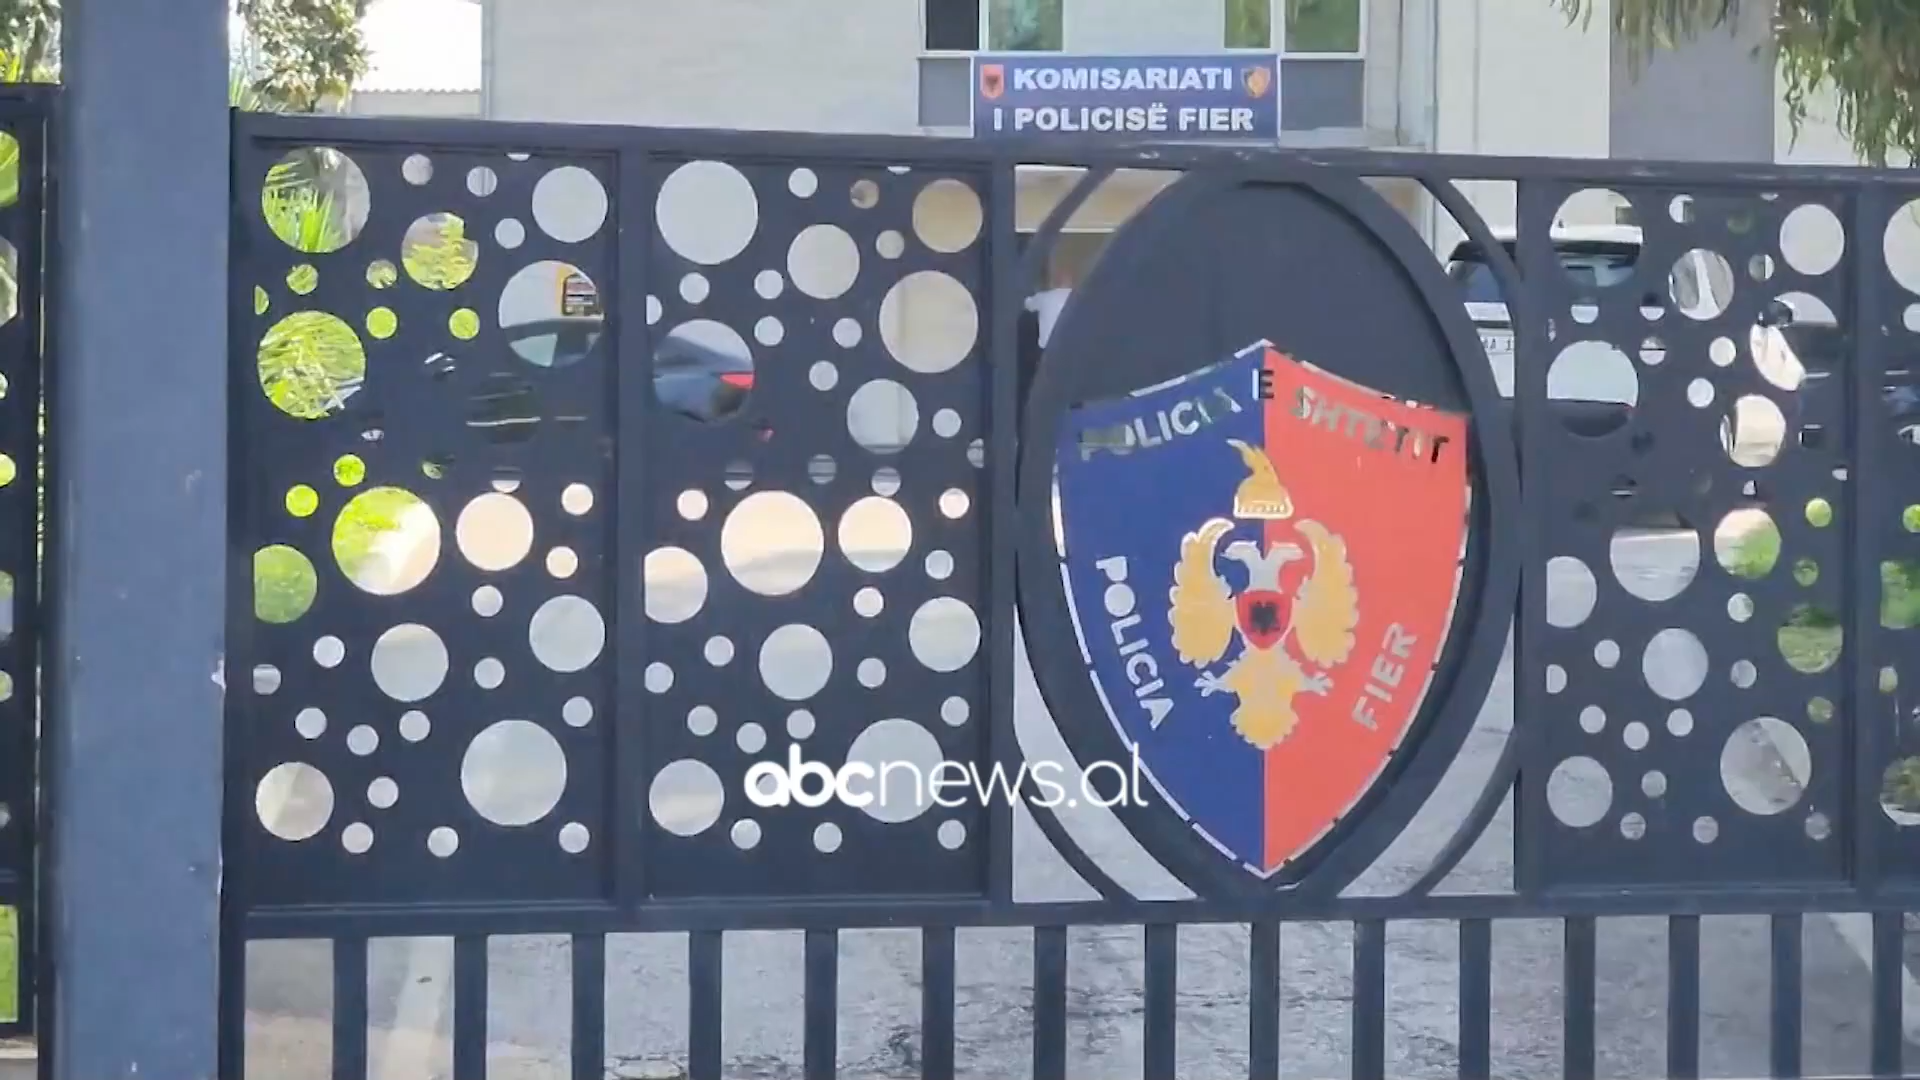 KOMISARIATI
I POLICISË FIER
POLICIA E SHTETIT
POLICIA
FIER
abcnews.al